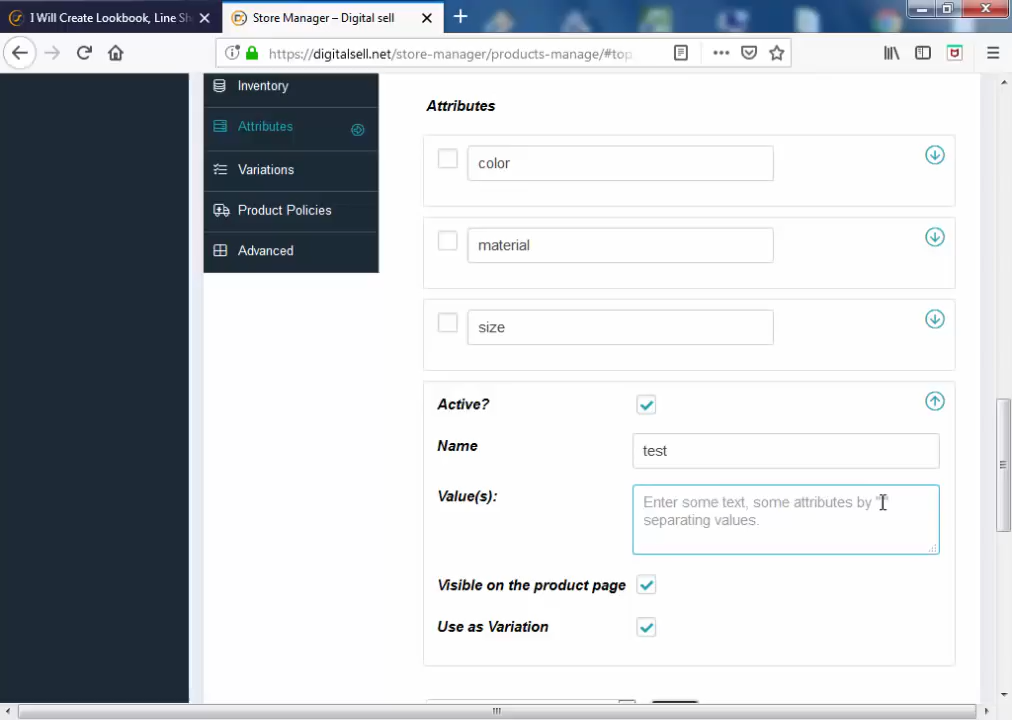 I Will Create Lookbook, Line Sh
Store Manager – Digital sell
https://digitalsell.net/store-manager/products-manage/#top
Inventory
Attributes
Variations
Product Policies
Advanced
Attributes
color
material
size
Active?
Name
test
Value(s):
Enter some text, some attributes by "
separating values.
Visible on the product page
Use as Variation